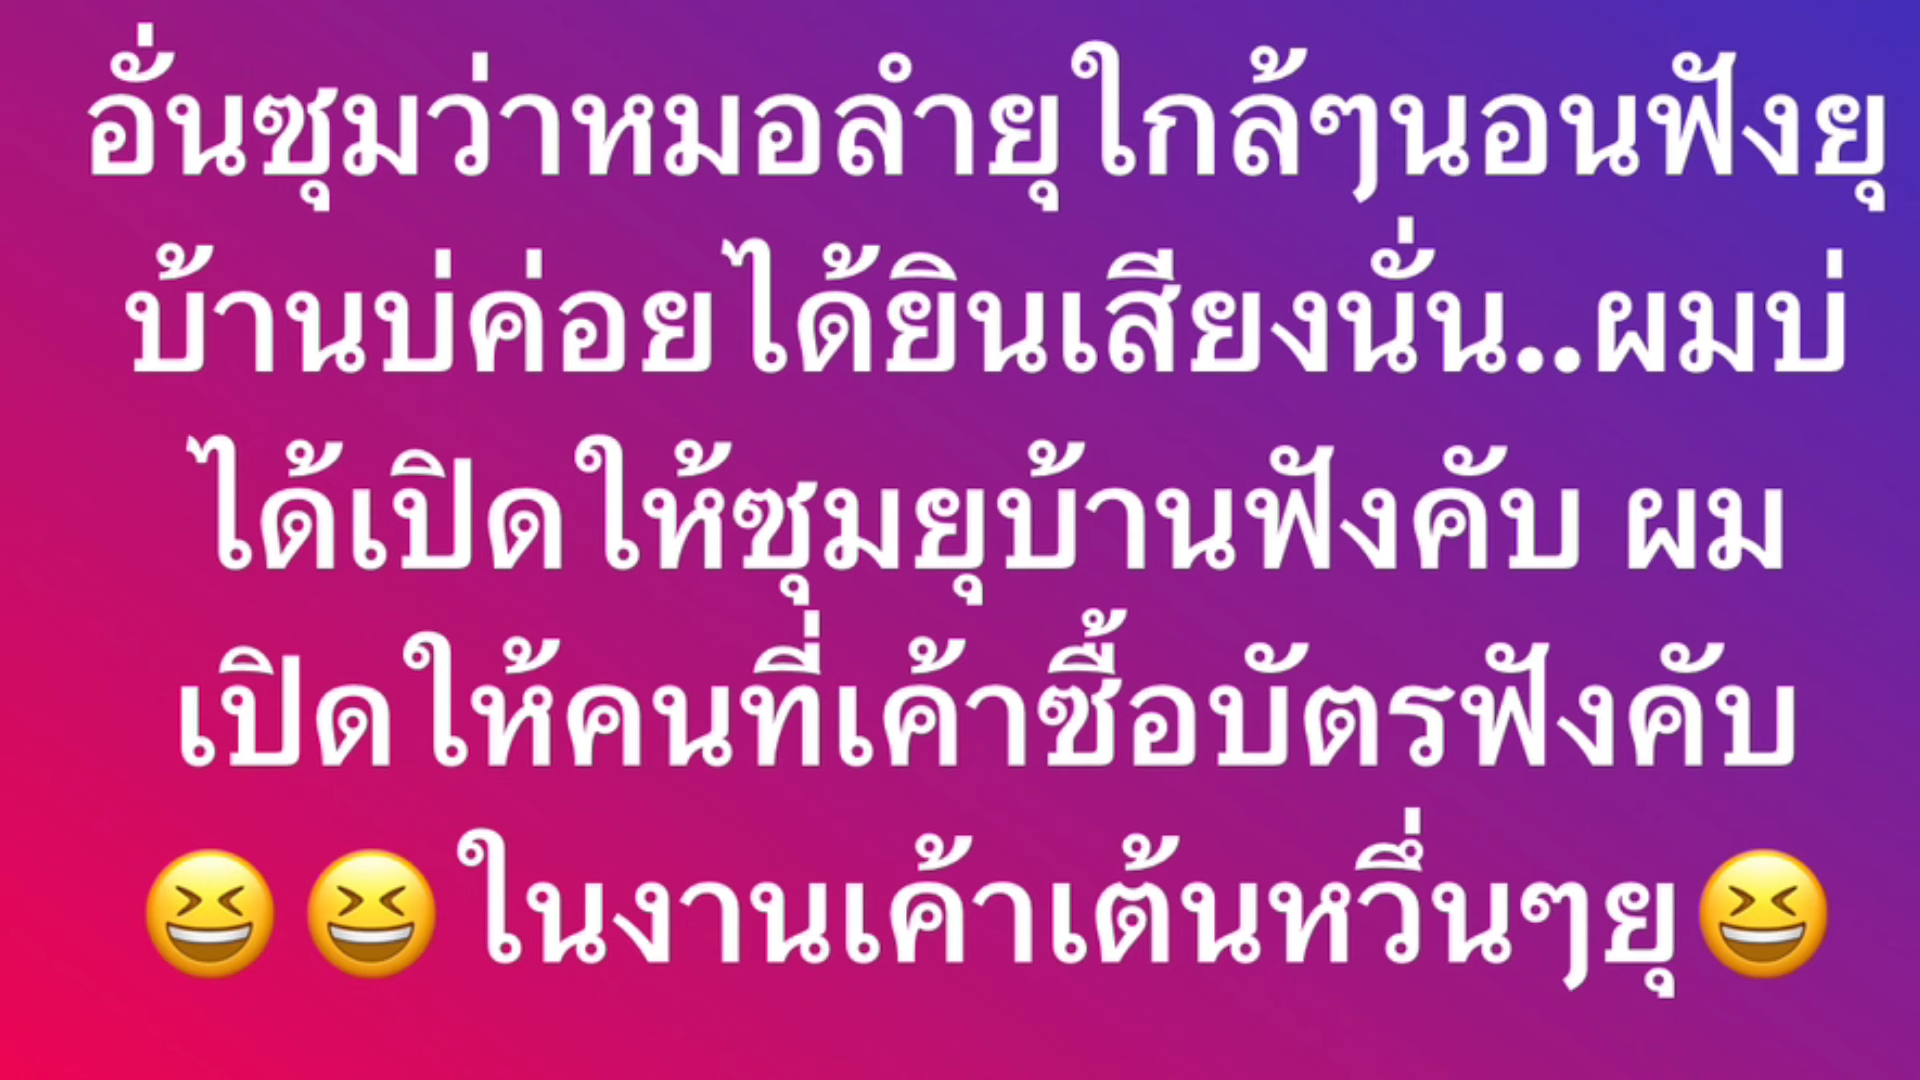 อั่นซุมว่าหมอลำยุใกล้ๆนอนฟังยุ
บ้านบ่ค่อยได้ยินเสียงนั่น..ผมบ่
ได้เปิดให้ซุมยุบ้านฟังคับ ผม
เปิดให้คนที่เค้าซื้อบัตรฟังคับ
😆😆ในงานเค้าเต้นหวึ่นๆยุ😆